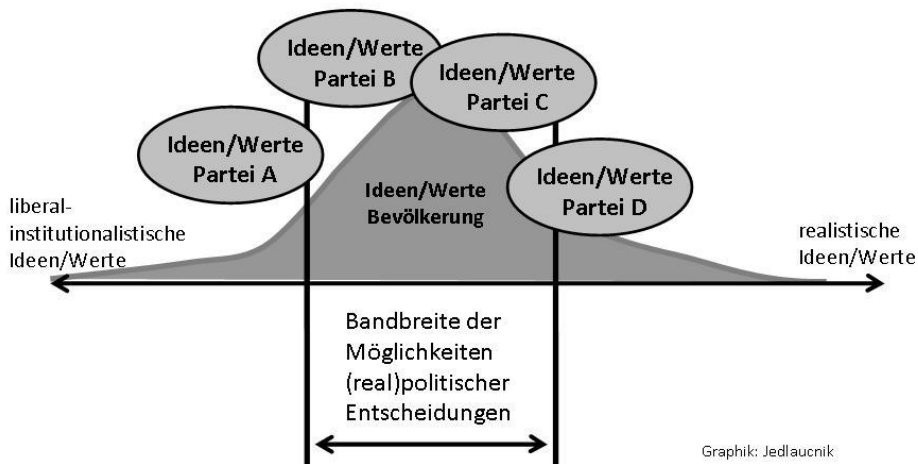 Ideen/Werte
Partei B
Ideen/Werte
Partei C
Ideen/Werte
Partei A
Ideen/Werte
Partei D
Ideen/Werte
Bevölkerung
liberal-
institutionalistische
Ideen/Werte
realistische
Ideen/Werte
Bandbreite der
Möglichkeiten
(real)politischer
Entscheidungen
Graphik: Jedlaucnik